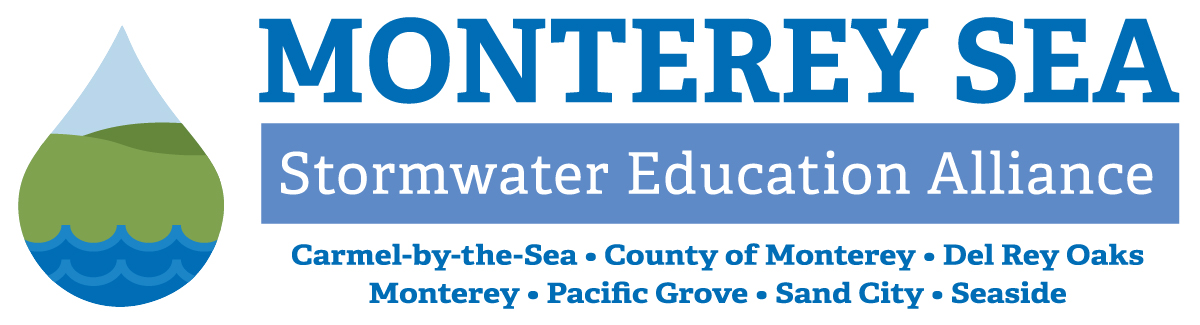 MONTEREY SEA
Stormwater Education Alliance
Carmel-by-the-Sea • County of Monterey • Del Rey Oaks
Monterey • Pacific Grove • Sand City • Seaside